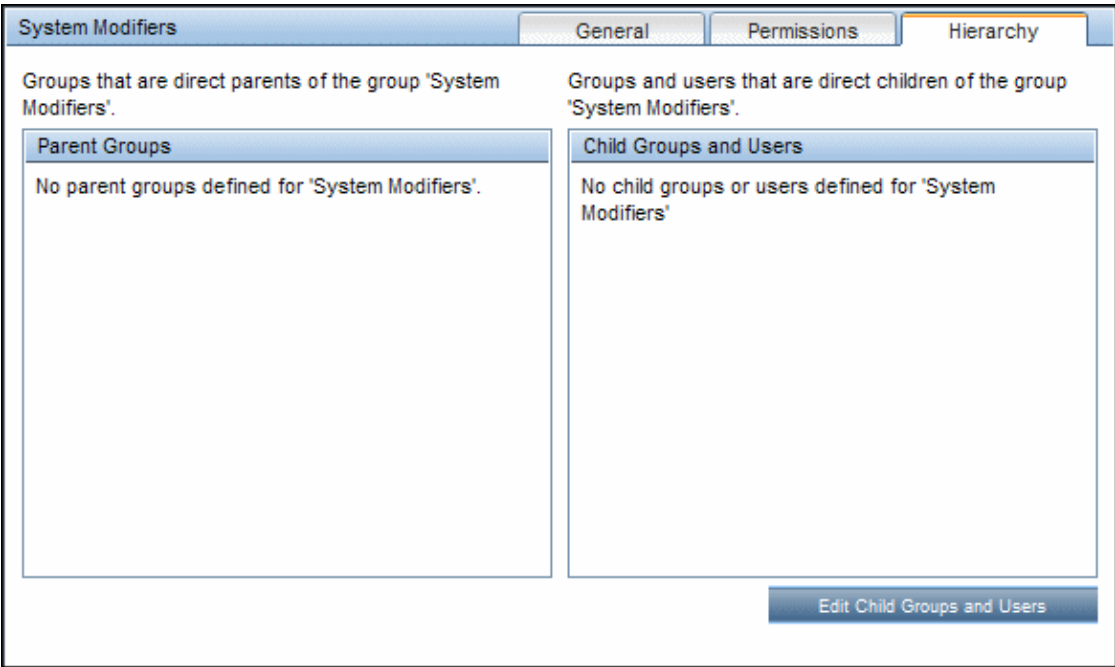 System Modifiers
General
Permissions
Hierarchy
Groups that are direct parents of the group 'System
Modifiers'.
Groups and users that are direct children of the group
'System Modifiers'.
Parent Groups
No parent groups defined for 'System Modifiers'.
Child Groups and Users
No child groups or users defined for 'System
Modifiers'
Edit Child Groups and Users